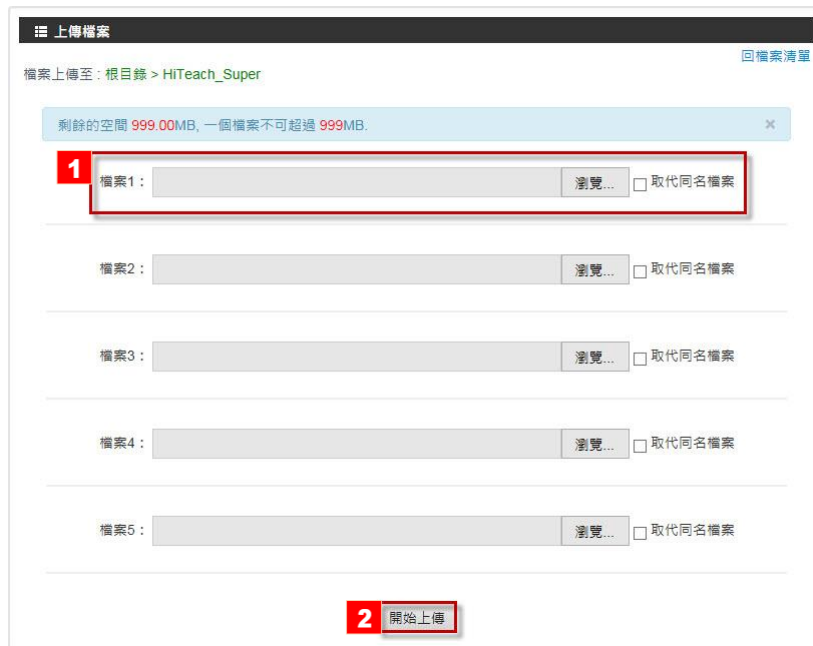 上傳檔案
回檔案清單
檔案上傳至 : 根目錄 > HiTeach_Super
剩餘的空間 999.00MB, 一個檔案不可超過 999MB. ×
1
檔案1 : 瀏覽... 取代同名檔案
檔案2 : 瀏覽... 取代同名檔案
檔案3 : 瀏覽... 取代同名檔案
檔案4 : 瀏覽... 取代同名檔案
檔案5 : 瀏覽... 取代同名檔案
2 開始上傳